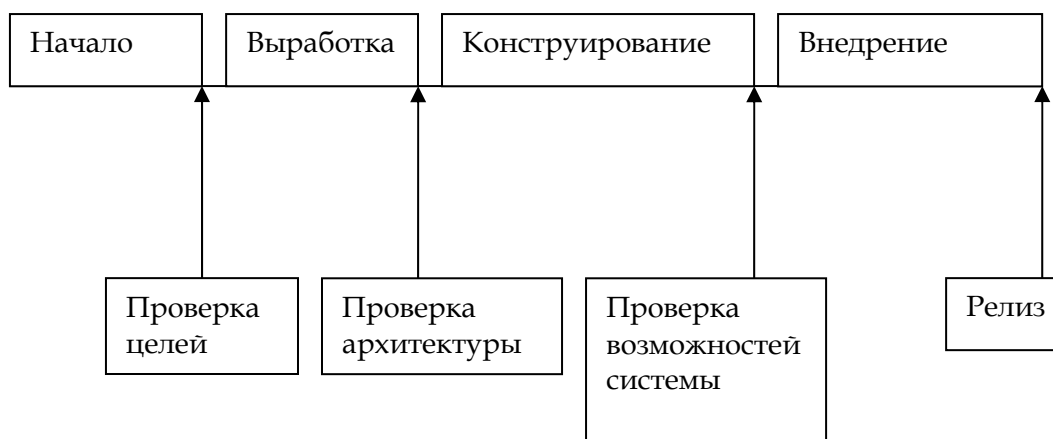 Начало
Выработка
Конструирование
Внедрение
Проверка
целей
Проверка
архитектуры
Проверка
возможностей
системы
Релиз